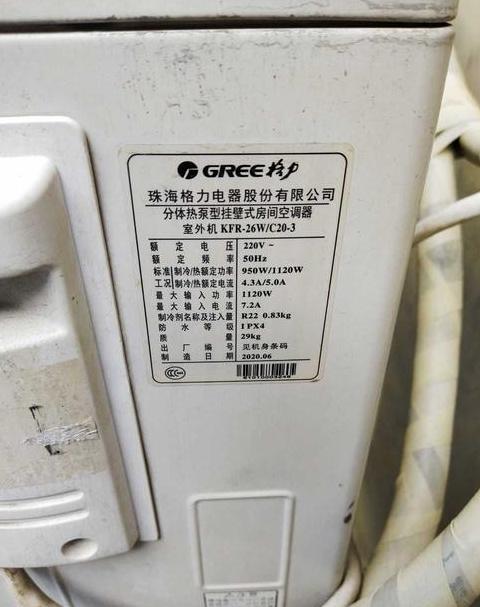 GREE格力
珠海格力电器股份有限公司
分体热泵型挂壁式房间空调器
室外机 KFR-26W/C20-3
额定电压 220V~
额定频率 50Hz
标准制冷/热额定功率 950W/1120W
工况制冷/热额定电流 4.3A/5.0A
最大输入功率 1120W
最大输入电流 7.2A
制冷剂名称及注入量 R22 0.83kg
防水等级 IPX4
质量 29kg
出厂编号 见机身条码
制造日期 2020.06